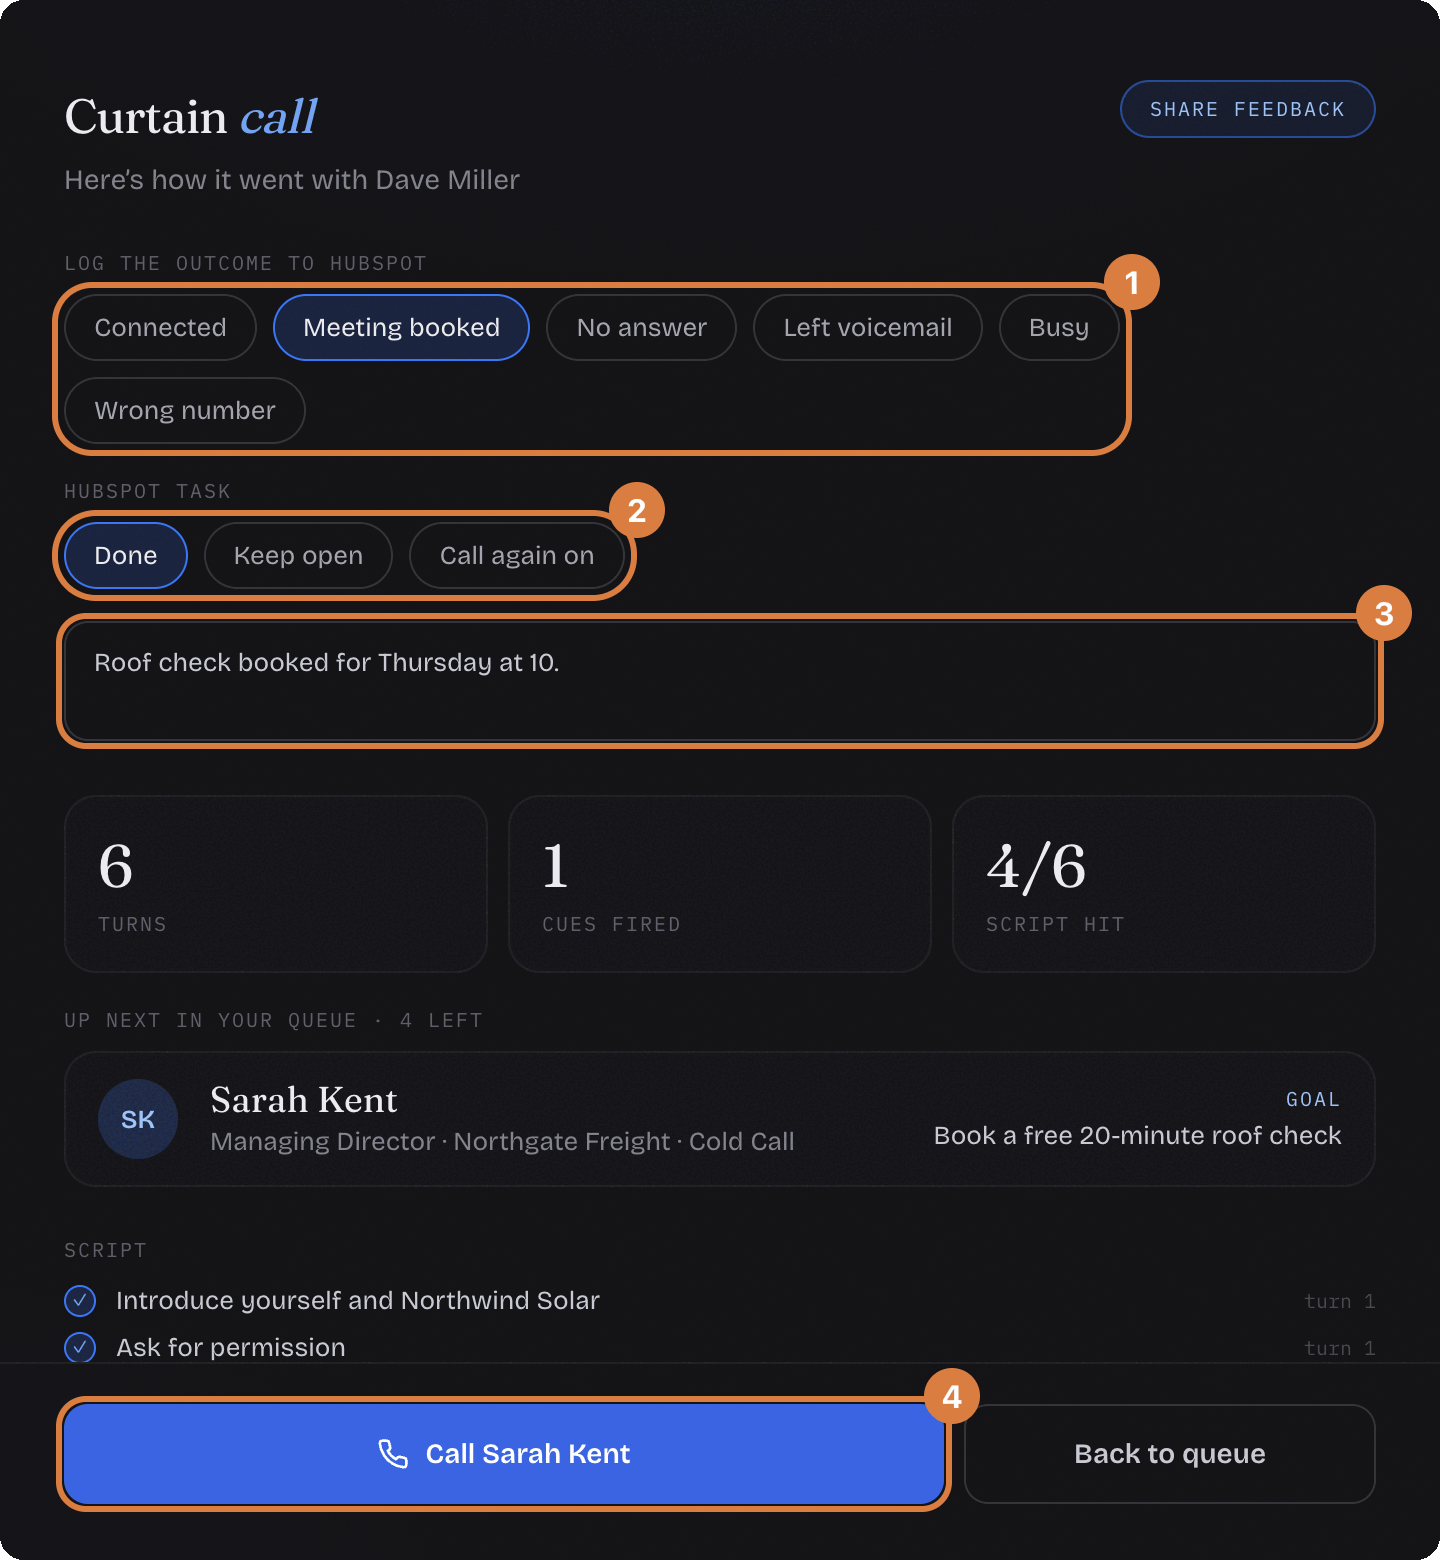 Curtain call
SHARE FEEDBACK
Here's how it went with Dave Miller
LOG THE OUTCOME TO HUBSPOT
1
Connected
Meeting booked
No answer
Left voicemail
Busy
Wrong number
HUBSPOT TASK
2
Done
Keep open
Call again on
3
Roof check booked for Thursday at 10.
6
TURNS
1
CUES FIRED
4/6
SCRIPT HIT
UP NEXT IN YOUR QUEUE · 4 LEFT
SK
Sarah Kent
Managing Director · Northgate Freight · Cold Call
GOAL
Book a free 20-minute roof check
SCRIPT
Introduce yourself and Northwind Solar
turn 1
Ask for permission
turn 1
4
Call Sarah Kent
Back to queue